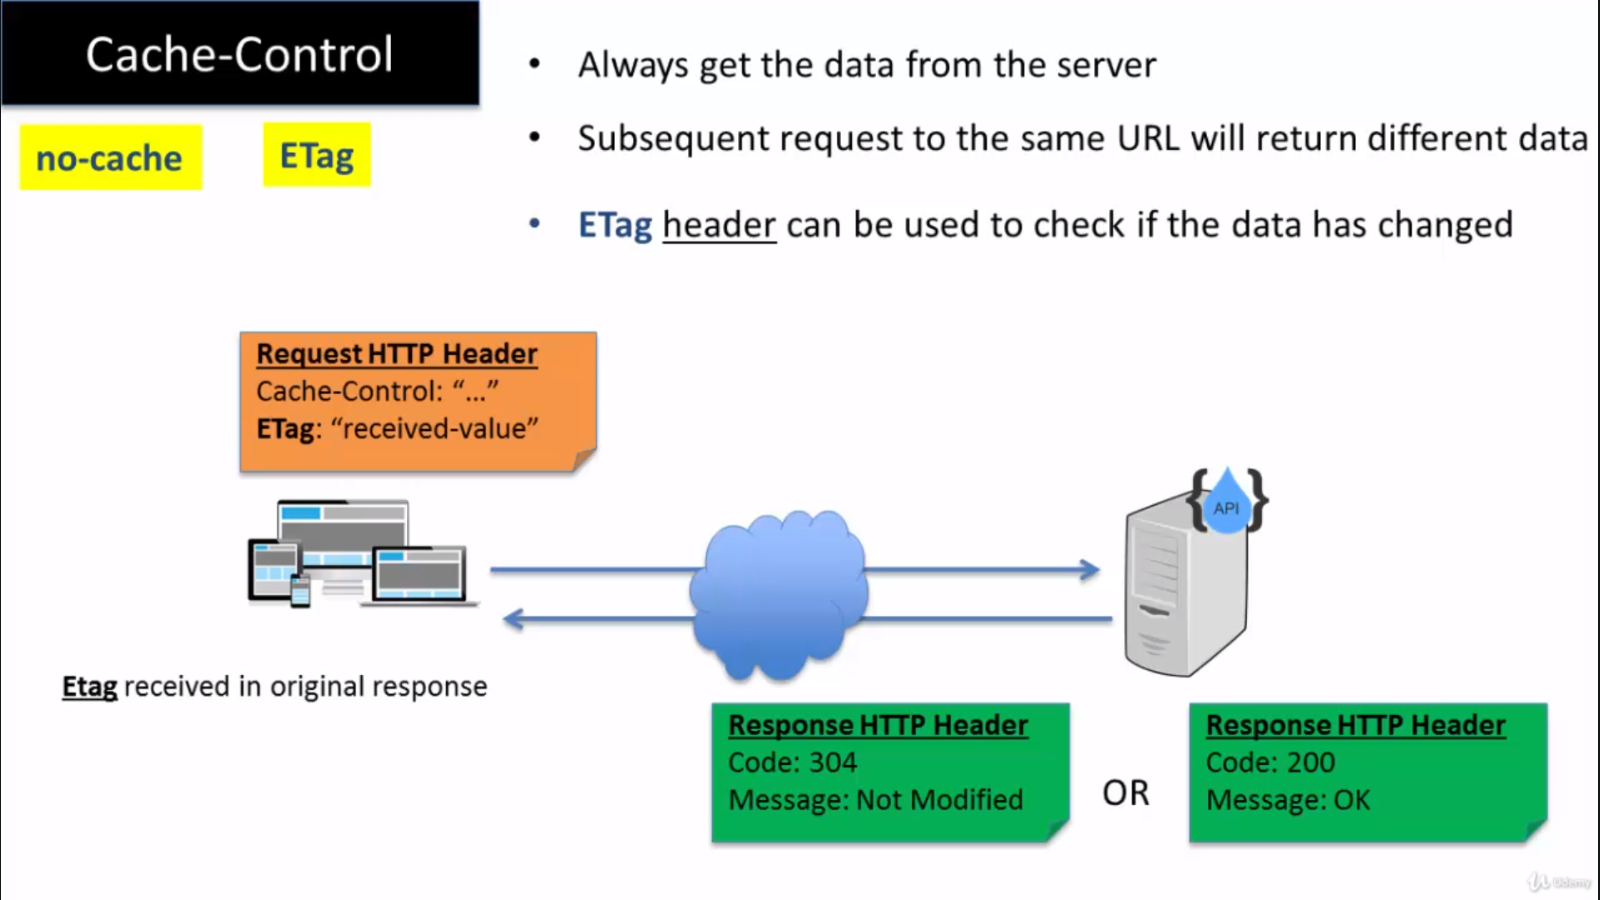 Cache-Control
no-cache
ETag
• Always get the data from the server
• Subsequent request to the same URL will return different data
• ETag header can be used to check if the data has changed
Request HTTP Header
Cache-Control: “...”
ETag: “received-value”
{API}
Etag received in original response
Response HTTP Header
Code: 304
Message: Not Modified
OR
Response HTTP Header
Code: 200
Message: OK
Udemy